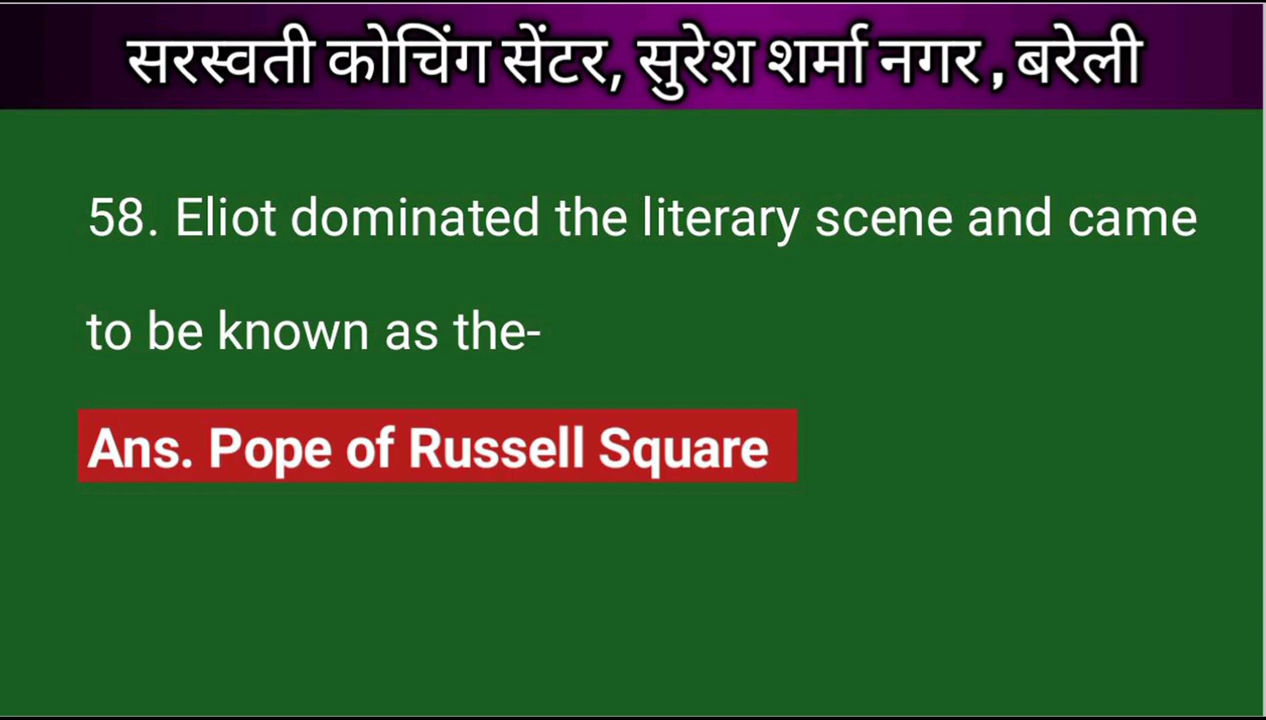 सरस्वती कोचिंग सेंटर, सुरेश शर्मा नगर , बरेली
58. Eliot dominated the literary scene and came
to be known as the-
Ans. Pope of Russell Square